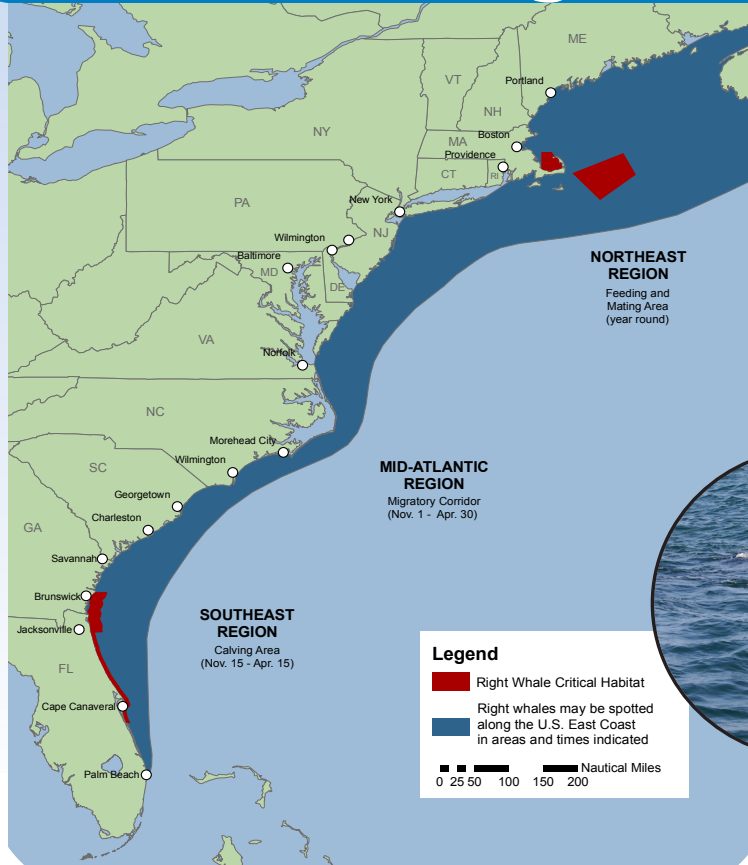 ME
VT
Portland
NH
NY
MA
Boston
Providence
CT
RI
PA
New York
Wilmington
NJ
Baltimore
MD
DE
NORTHEAST
REGION
Feeding and
Mating Area
(year round)
VA
Norfolk
NC
Morehead City
Wilmington
SC
MID-ATLANTIC
REGION
Migratory Corridor
(Nov. 1 - Apr. 30)
Georgetown
Charleston
GA
Savannah
Brunswick
Jacksonville
SOUTHEAST
REGION
Calving Area
(Nov. 15 - Apr. 15)
FL
Cape Canaveral
Palm Beach
Legend
Right Whale Critical Habitat
Right whales may be spotted
along the U.S. East Coast
in areas and times indicated
Nautical Miles
0 25 50 100 150 200